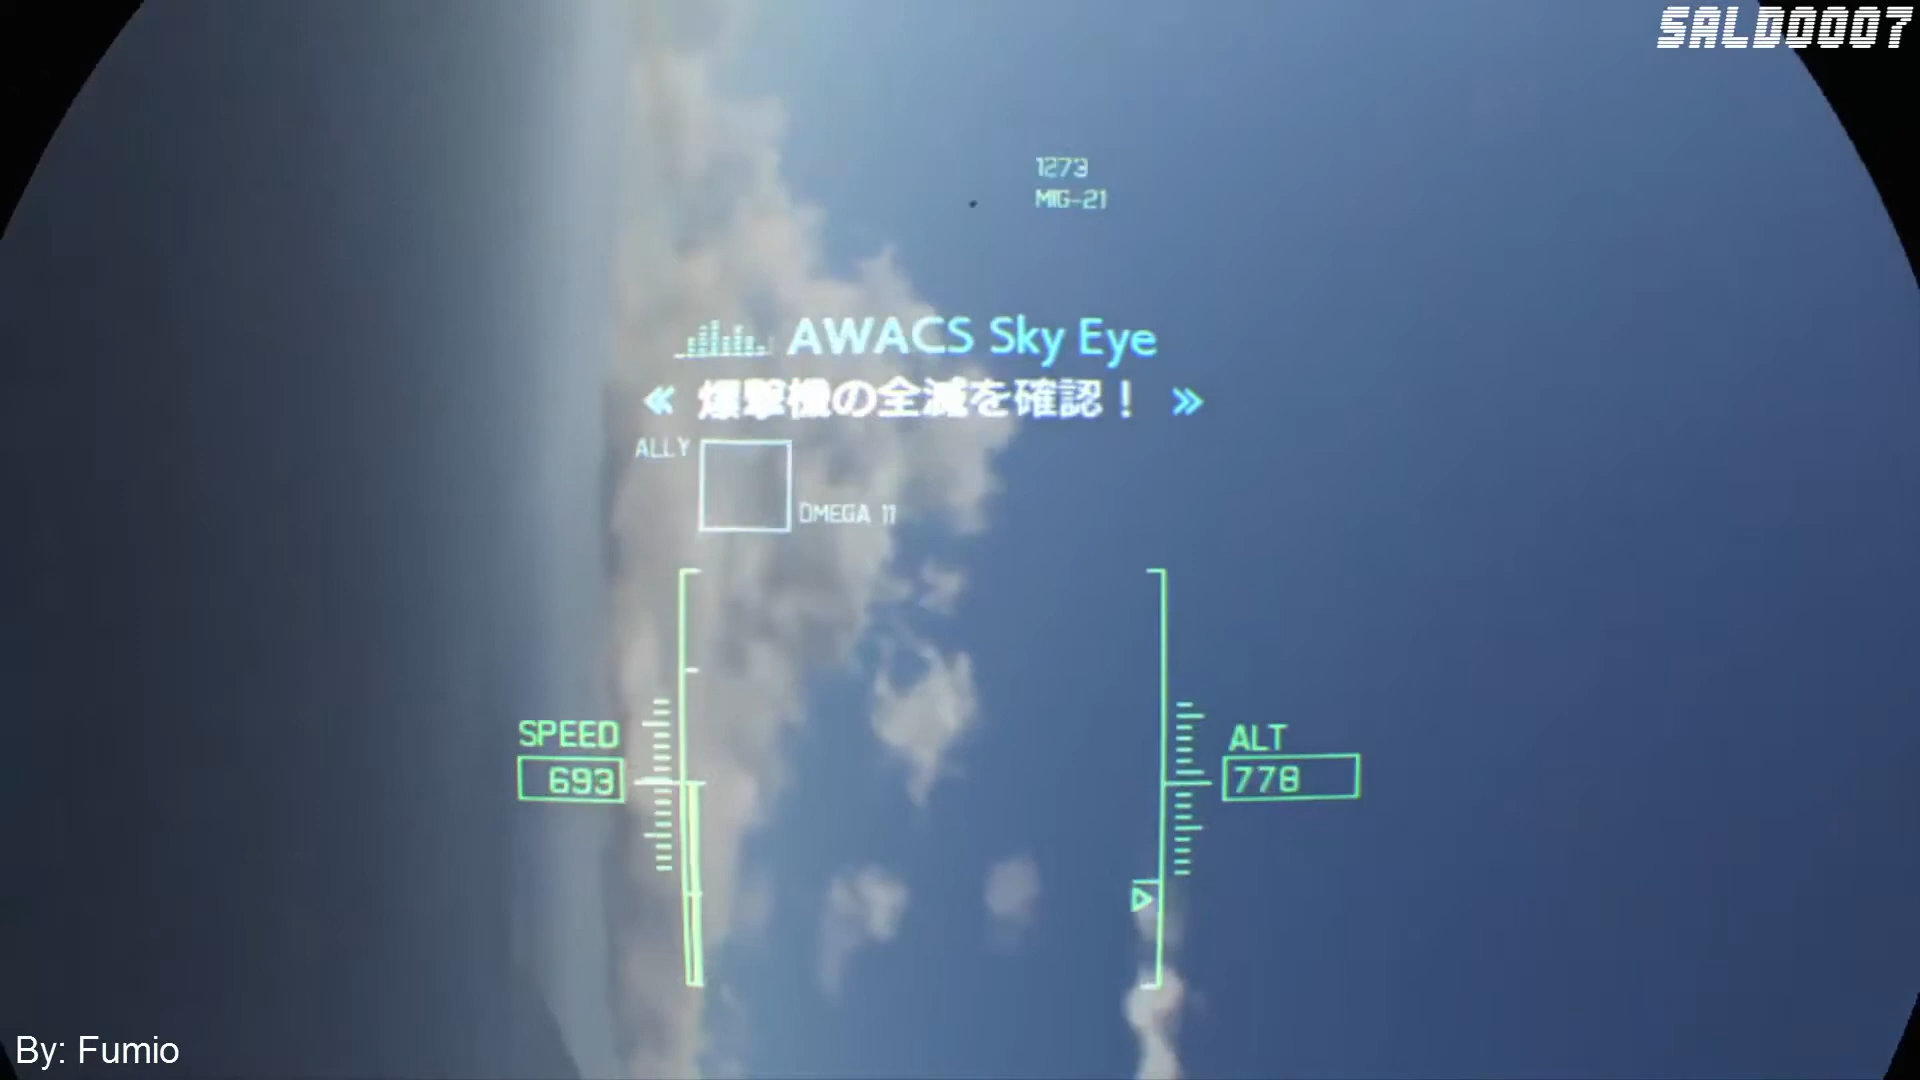 SALDOOO7
1273
MIG-21
AWACS Sky Eye
« 爆撃機の全滅を確認！ »
ALLY
OMEGA 11
SPEED
693
ALT
778
By: Fumio